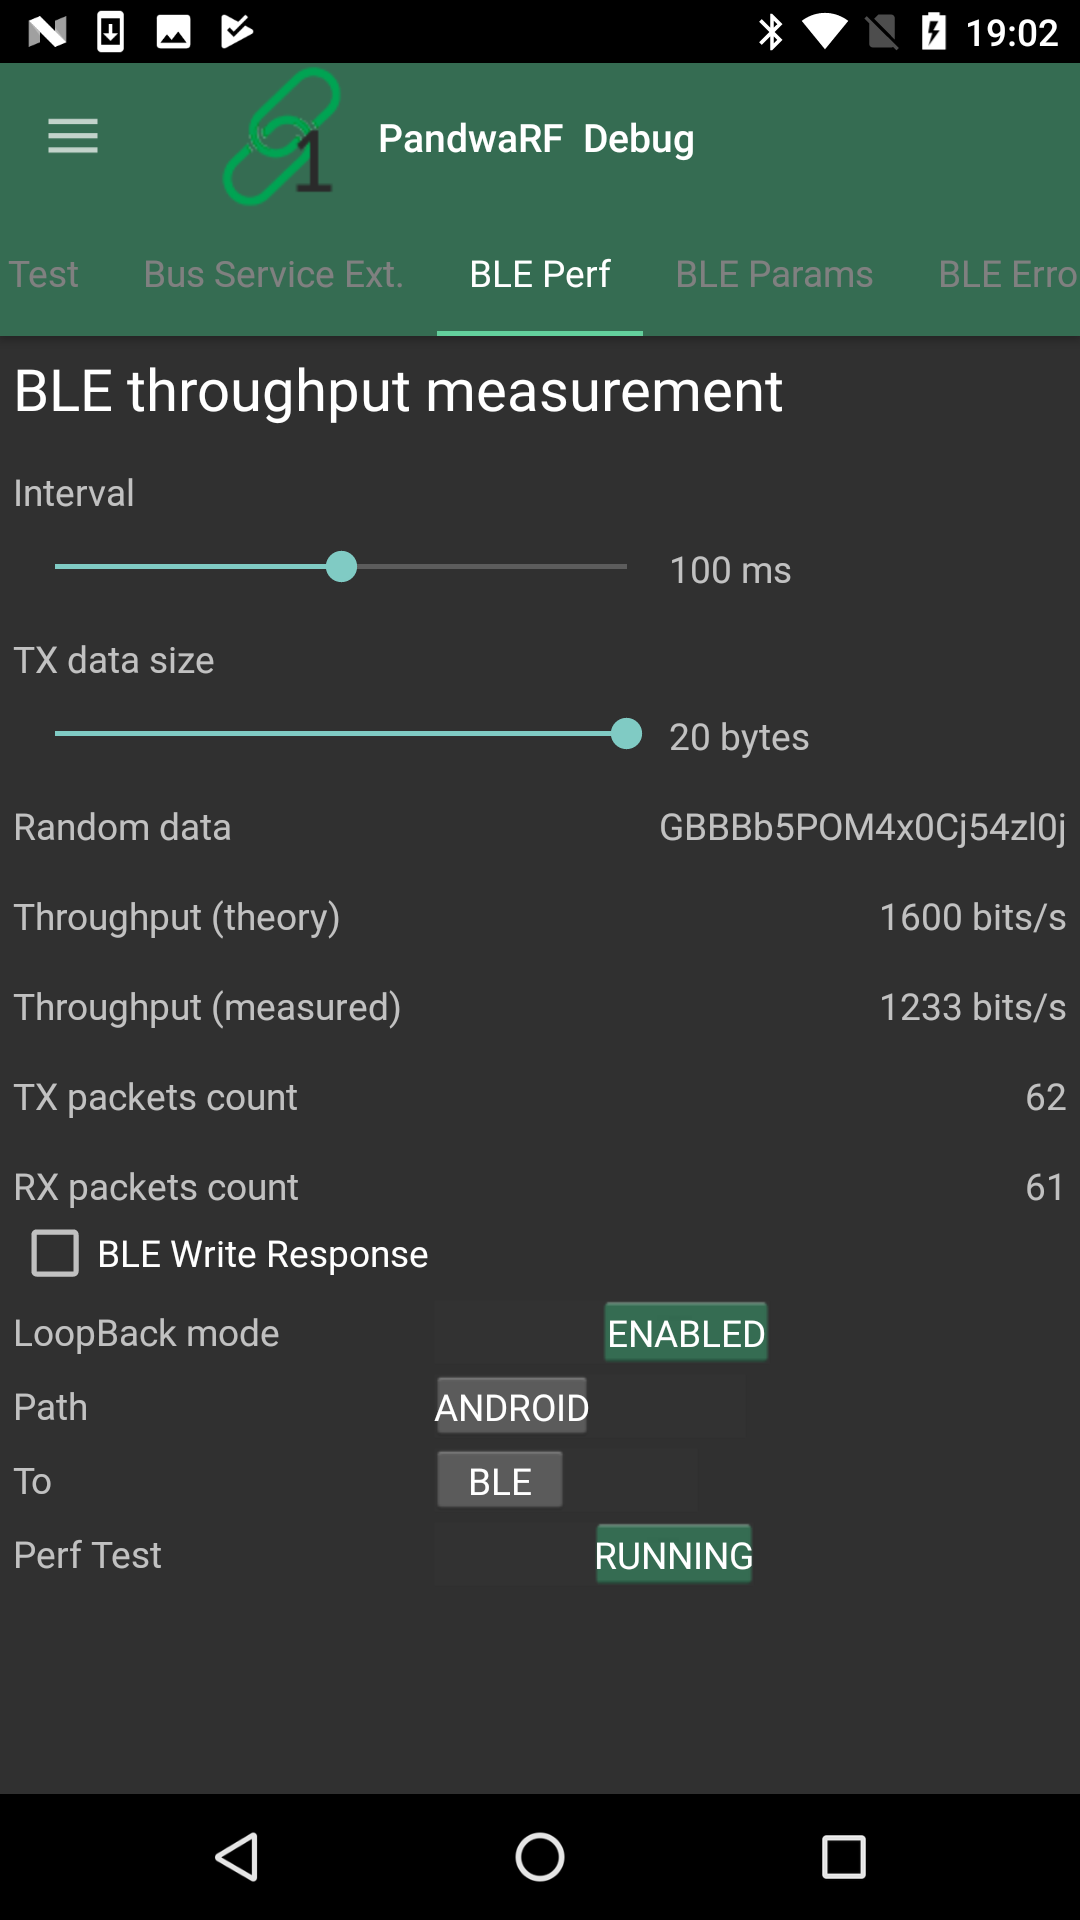 19:02
1 PandwaRF Debug
Test Bus Service Ext. BLE Perf BLE Params BLE Erro
BLE throughput measurement
Interval
100 ms
TX data size
20 bytes
Random data GBBBb5POM4x0Cj54zl0j
Throughput (theory) 1600 bits/s
Throughput (measured) 1233 bits/s
TX packets count 62
RX packets count 61
BLE Write Response
LoopBack mode ENABLED
Path ANDROID
To BLE
Perf Test RUNNING